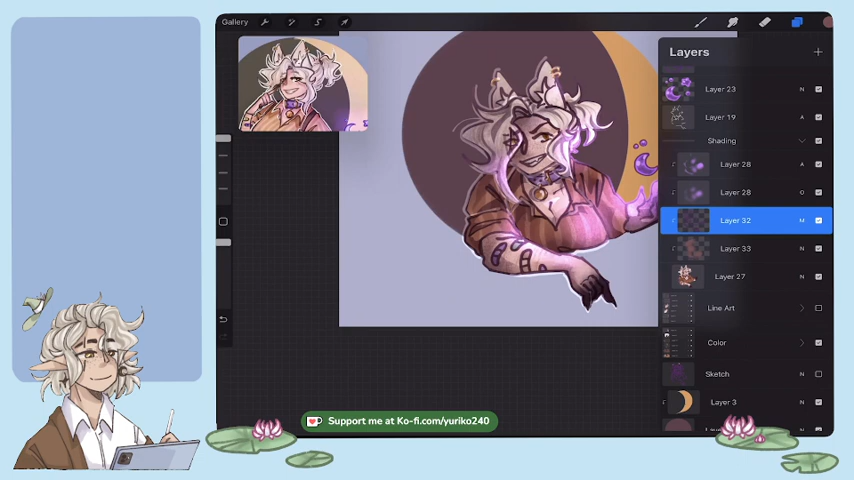 Gallery
Layers
Layer 23
N
Layer 19
A
Shading
Layer 28
A
Layer 28
O
Layer 32
M
Layer 33
N
Layer 27
N
Line Art
Color
Sketch
N
Layer 3
N
Support me at Ko-fi.com/yuriko240